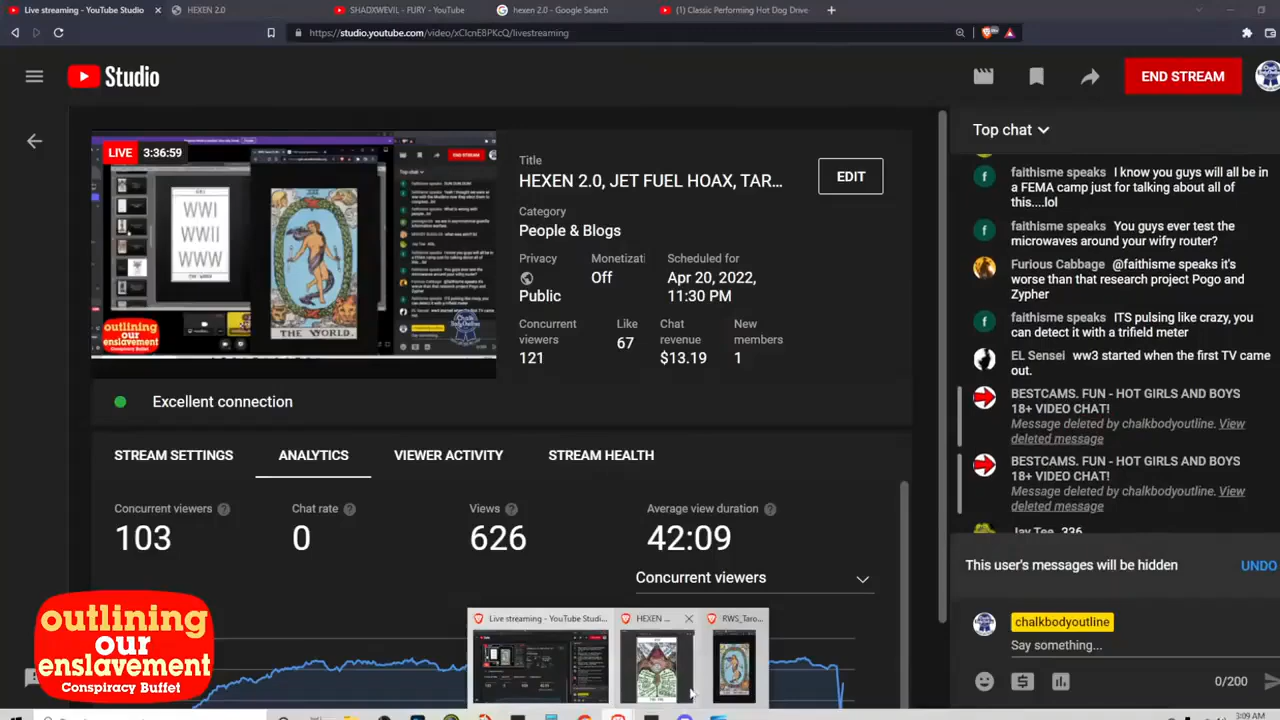 Live streaming - YouTube Studio
HEXEN 2.0
SHADXWEVIL - FURY - YouTube
hexen 2.0 - Google Search
(1) Classic Performing Hot Dog Drive
https://studio.youtube.com/video/xCIcnE8PKcQ/livestreaming
Studio
END STREAM
LIVE 3:36:59
WWI
WWII
WWW
THE WORLD.
outlining
our
enslavement
Title
HEXEN 2.0, JET FUEL HOAX, TAR...
EDIT
Category
People & Blogs
Privacy
Public
Monetizati
Off
Scheduled for
Apr 20, 2022,
11:30 PM
Concurrent
viewers
121
Like
67
Chat
revenue
$13.19
New
members
1
Excellent connection
STREAM SETTINGS
ANALYTICS
VIEWER ACTIVITY
STREAM HEALTH
Concurrent viewers
103
Chat rate
0
Views
626
Average view duration
42:09
Concurrent viewers
Live streaming - YouTube Studi...
HEXEN ...
RWS_Taro...
outlining
our
enslavement
Conspiracy Buffet
Top chat
faithisme speaks I know you guys will all be in
a FEMA camp just for talking about all of
this....lol
faithisme speaks You guys ever test the
microwaves around your wifry router?
Furious Cabbage @faithisme speaks it's
worse than that research project Pogo and
Zypher
faithisme speaks ITS pulsing like crazy, you
can detect it with a trifield meter
EL Sensei ww3 started when the first TV came
out.
BESTCAMS. FUN - HOT GIRLS AND BOYS
18+ VIDEO CHAT!
Message deleted by chalkbodyoutline. View
deleted message
BESTCAMS. FUN - HOT GIRLS AND BOYS
18+ VIDEO CHAT!
Message deleted by chalkbodyoutline. View
deleted message
Jay Tee 336
This user's messages will be hidden
UNDO
chalkbodyoutline
Say something...
0/200
3:09 AM